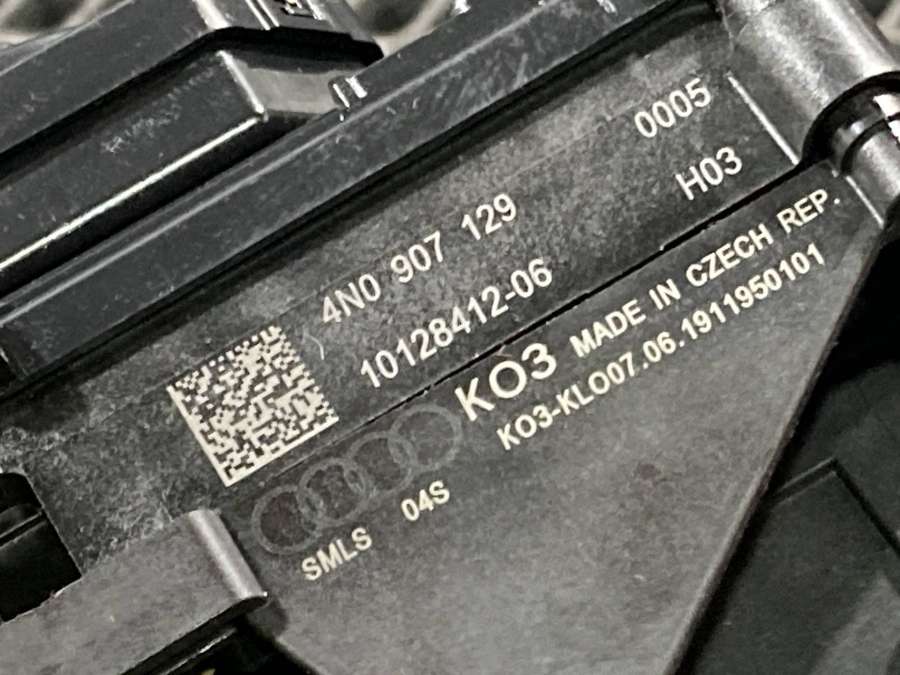 0005
4N0 907 129
H03
10128412-06
KO3 MADE IN CZECH REP.
KO3-KLO07.06.1911950101
SMLS 04S